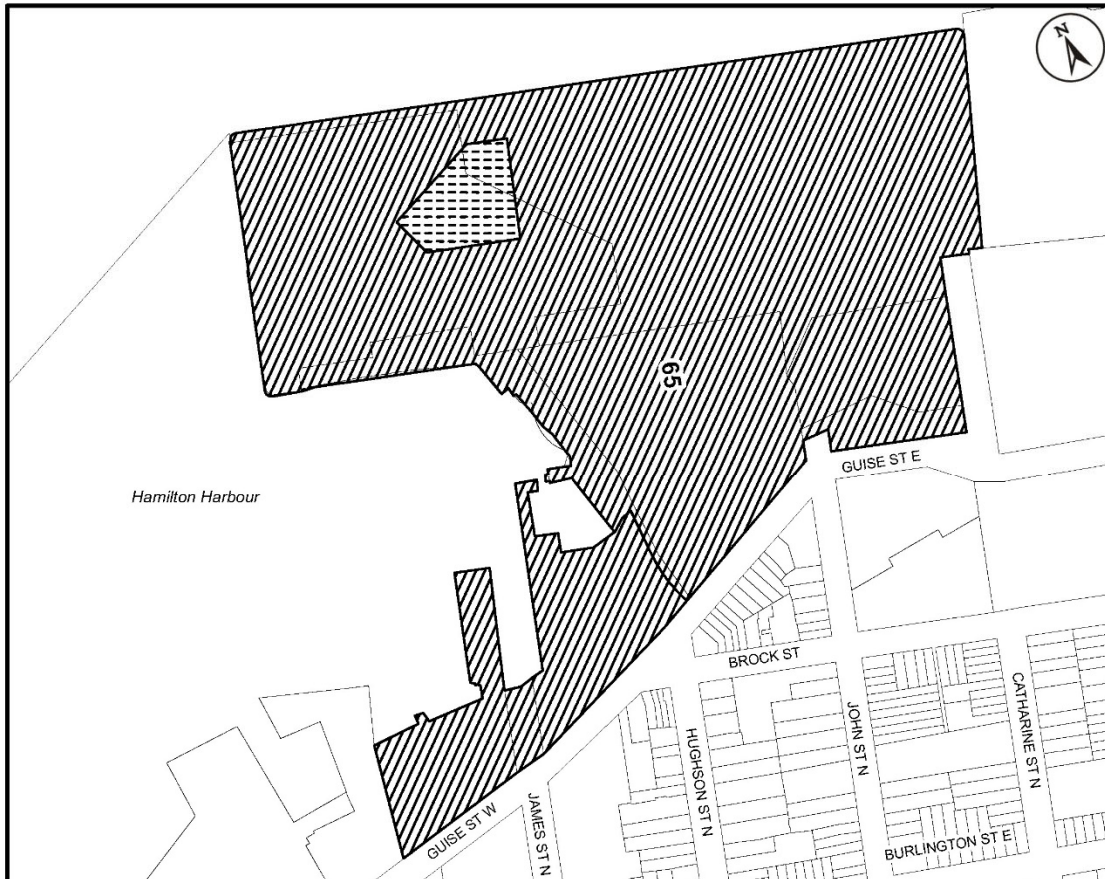 N
65
GUISE ST E
Hamilton Harbour
BROCK ST
CATHARINE ST N
JOHN ST N
HUGHSON ST N
JAMES ST N
GUISE ST W
BURLINGTON ST E